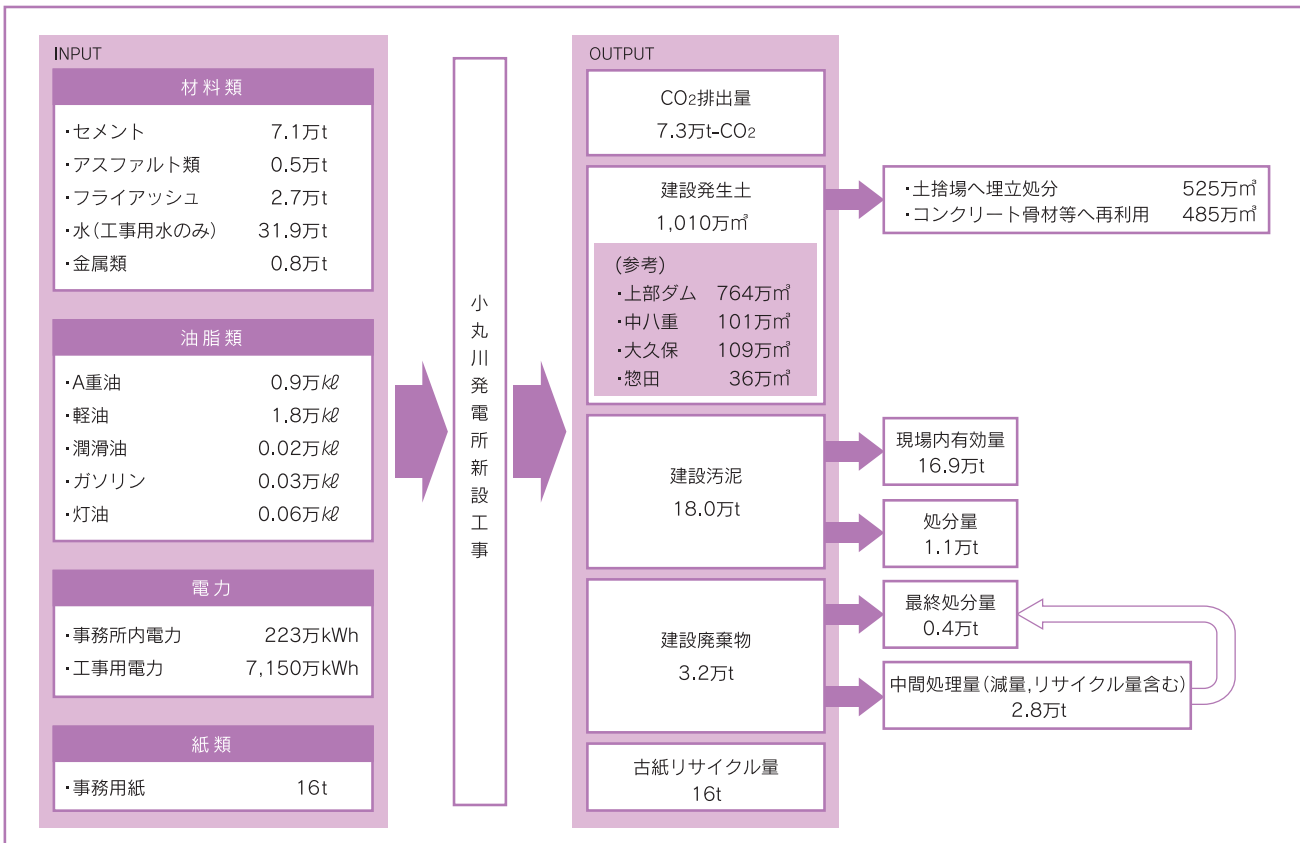 INPUT
材料類
・セメント 7.1万t
・アスファルト類 0.5万t
・フライアッシュ 2.7万t
・水(工事用水のみ) 31.9万t
・金属類 0.8万t
油脂類
・A重油 0.9万kℓ
・軽油 1.8万kℓ
・潤滑油 0.02万kℓ
・ガソリン 0.03万kℓ
・灯油 0.06万kℓ
電力
・事務所内電力 223万kWh
・工事用電力 7,150万kWh
紙類
・事務用紙 16t
小丸川発電所新設工事
OUTPUT
CO₂排出量
7.3万t-CO₂
建設発生土
1,010万㎥
(参考)
・上部ダム 764万㎥
・中八重 101万㎥
・大久保 109万㎥
・惣田 36万㎥
・土捨場へ埋立処分 525万㎥
・コンクリート骨材等へ再利用 485万㎥
建設汚泥
18.0万t
現場内有効量
16.9万t
処分量
1.1万t
建設廃棄物
3.2万t
最終処分量
0.4万t
中間処理量(減量,リサイクル量含む)
2.8万t
古紙リサイクル量
16t